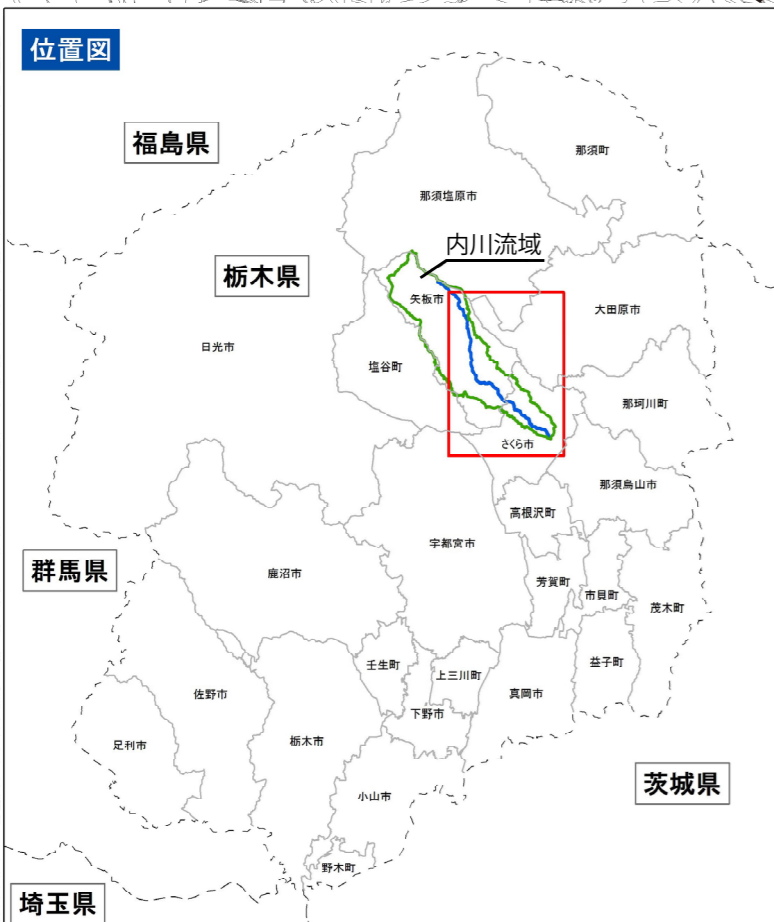 位置図
福島県
那須町
那須塩原市
内川流域
栃木県
矢板市
大田原市
日光市
塩谷町
那珂川町
さくら市
那須烏山市
高根沢町
宇都宮市
群馬県
鹿沼市
芳賀町
市貝町
茂木町
壬生町
上三川町
益子町
佐野市
真岡市
下野市
足利市
栃木市
茨城県
小山市
野木町
埼玉県